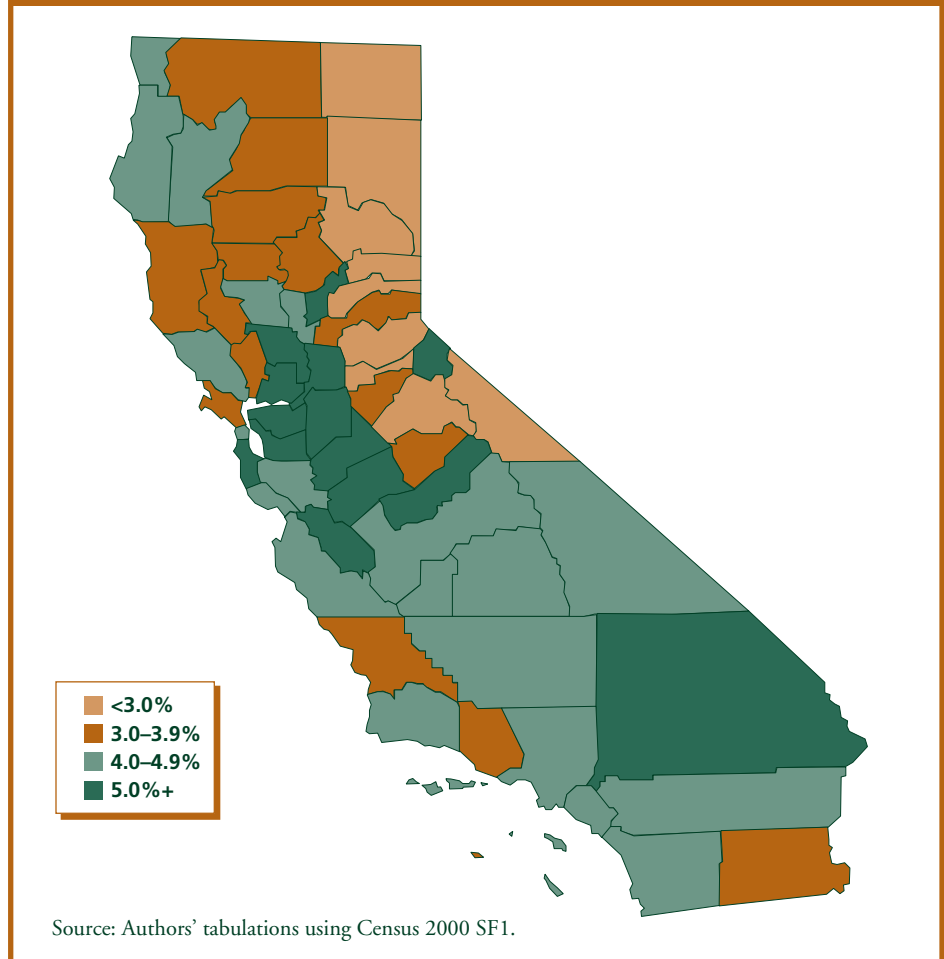 <3.0%
3.0–3.9%
4.0–4.9%
5.0%+
Source: Authors’ tabulations using Census 2000 SF1.